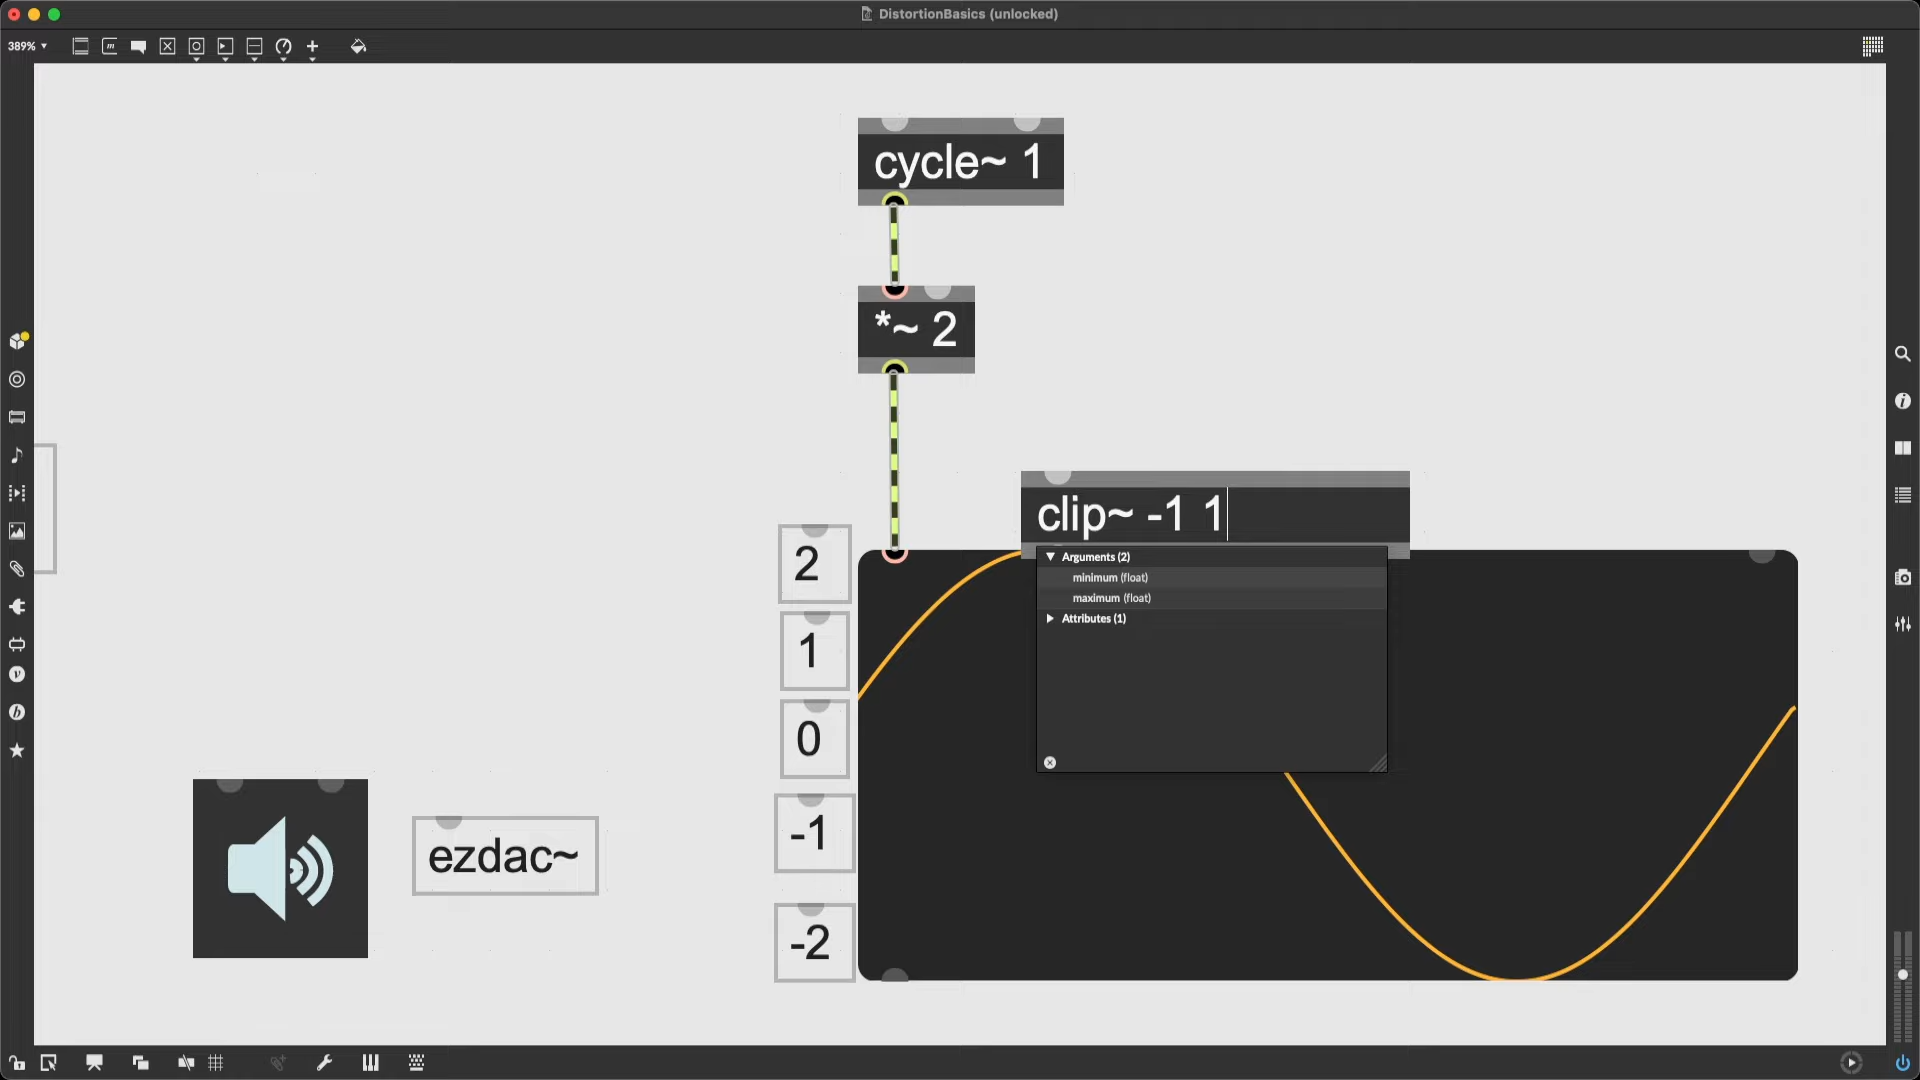 DistortionBasics (unlocked)
389%
cycle~ 1
*~ 2
clip~ -1 1
Arguments (2)
minimum (float)
maximum (float)
Attributes (1)
2
1
0
-1
-2
ezdac~